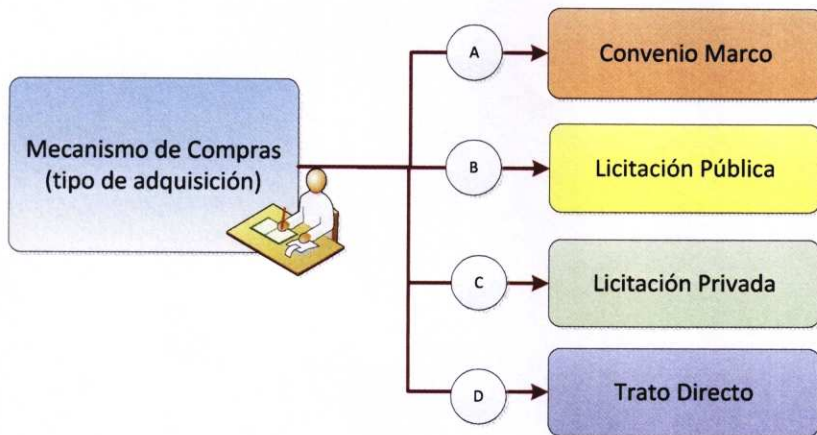 Mecanismo de Compras
(tipo de adquisición)
A
Convenio Marco
B
Licitación Pública
C
Licitación Privada
D
Trato Directo